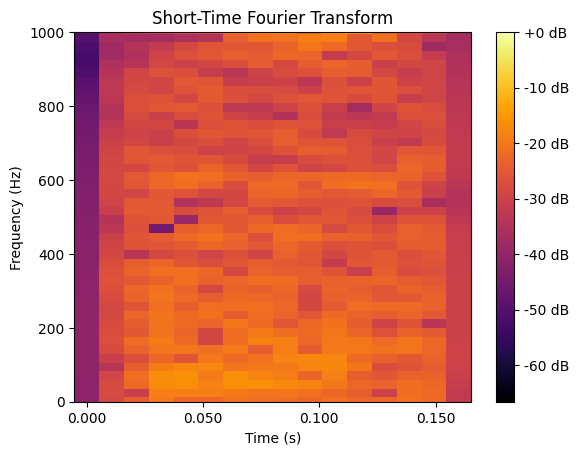 Short-Time Fourier Transform
1000
800
600
400
200
0
Frequency (Hz)
0.000
0.050
0.100
0.150
Time (s)
+0 dB
-10 dB
-20 dB
-30 dB
-40 dB
-50 dB
-60 dB